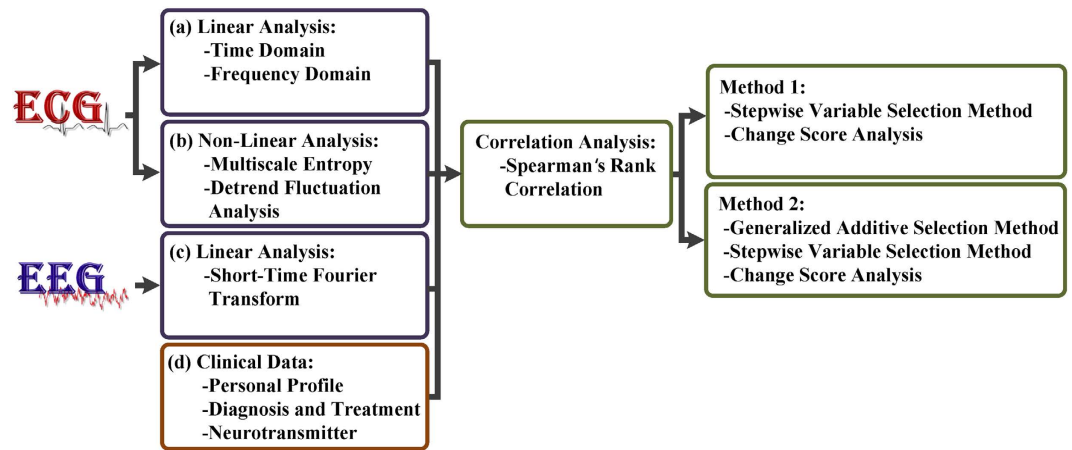 ECG
(a) Linear Analysis:
-Time Domain
-Frequency Domain
(b) Non-Linear Analysis:
-Multiscale Entropy
-Detrend Fluctuation
Analysis
EEG
(c) Linear Analysis:
-Short-Time Fourier
Transform
(d) Clinical Data:
-Personal Profile
-Diagnosis and Treatment
-Neurotransmitter
Correlation Analysis:
-Spearman's Rank
Correlation
Method 1:
-Stepwise Variable Selection Method
-Change Score Analysis
Method 2:
-Generalized Additive Selection Method
-Stepwise Variable Selection Method
-Change Score Analysis